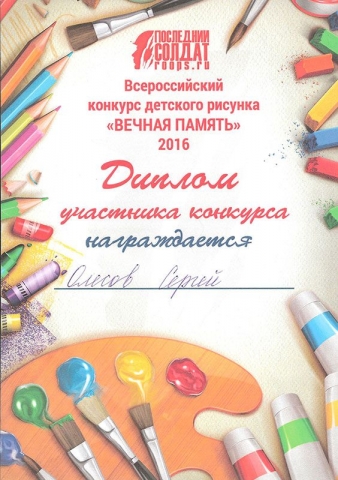 ПОСЛЕДНИЙ
СОЛДАТ
roops.ru
Всероссийский
конкурс детского рисунка
«ВЕЧНАЯ ПАМЯТЬ»
2016
Диплом
участника конкурса
награждается
Олесов Сергей